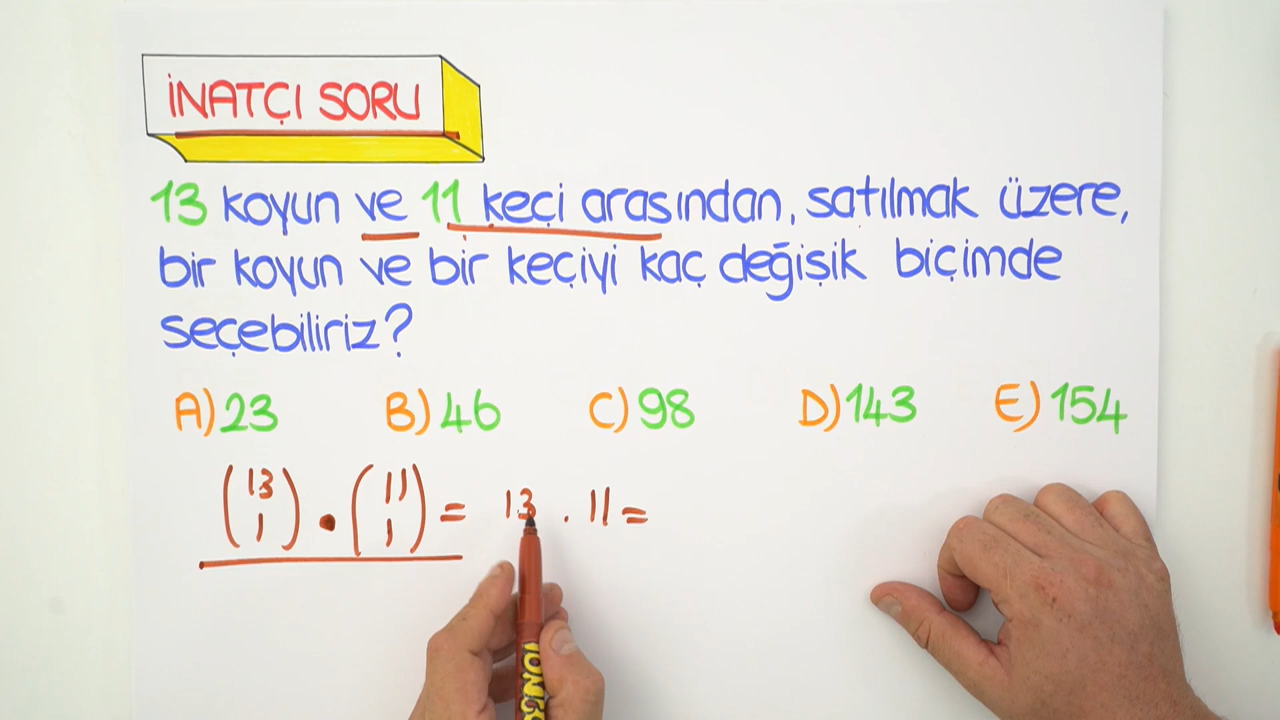 İNATÇI SORU
13 koyun ve 11 keçi arasından, satılmak üzere,
bir koyun ve bir keçiyi kaç değişik biçimde
seçebiliriz?
A) 23 B) 46 C) 98 D) 143 E) 154
(13 1) . (11 1) = 13 . 11 =